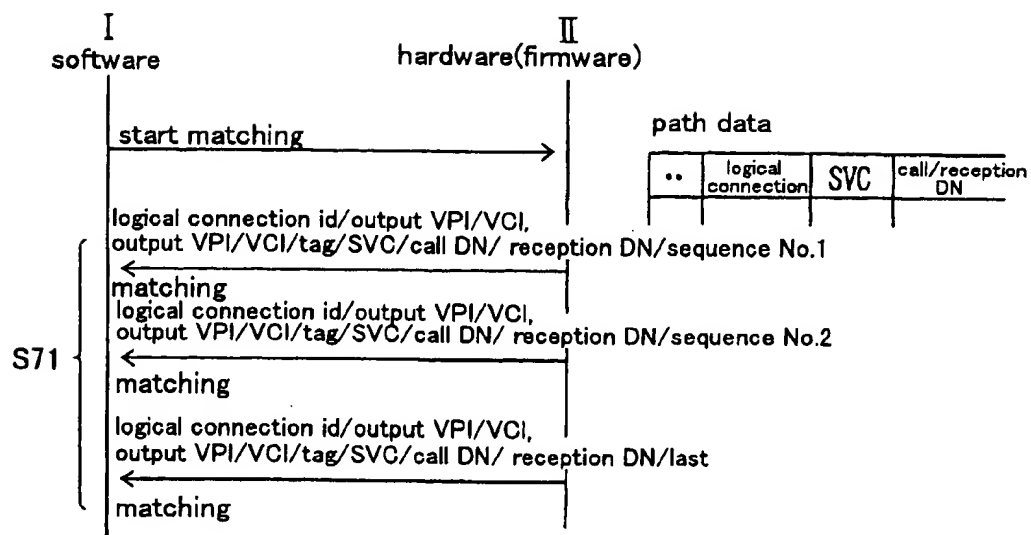 I
software
II
hardware(firmware)
start matching
path data
••
logical
connection
SVC
call/reception
DN
logical connection id/output VPI/VCI,
output VPI/VCI/tag/SVC/call DN/ reception DN/sequence No.1
matching
logical connection id/output VPI/VCI,
output VPI/VCI/tag/SVC/call DN/ reception DN/sequence No.2
S71
matching
logical connection id/output VPI/VCI,
output VPI/VCI/tag/SVC/call DN/ reception DN/last
matching